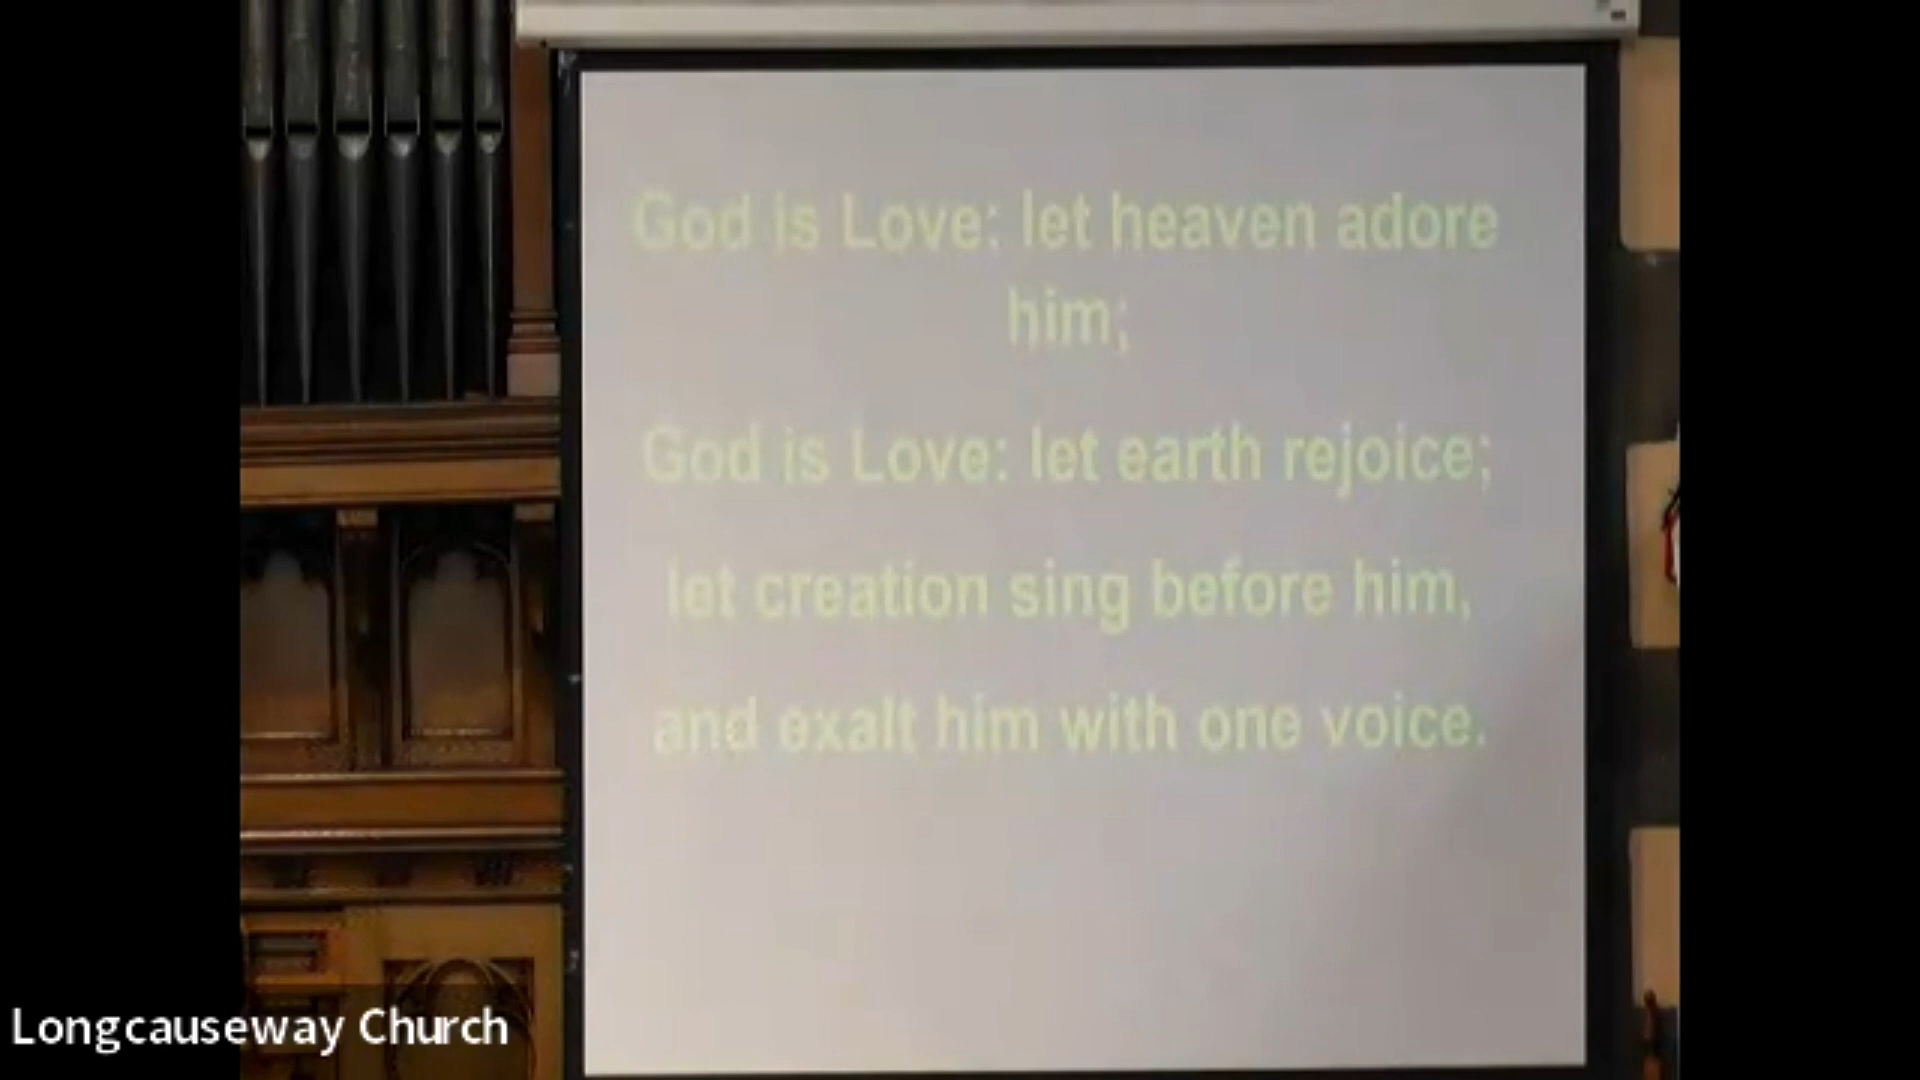 God is Love: let heaven adore
him;
God is Love: let earth rejoice;
let creation sing before him,
and exalt him with one voice.
Longcauseway Church